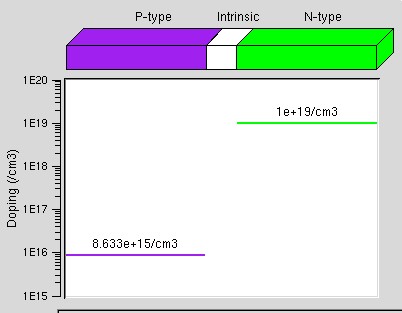 P-type Intrinsic N-type
1E20
1e+19/cm3
1E19
1E18
Doping (/cm3)
1E17
8.633e+15/cm3
1E16
1E15